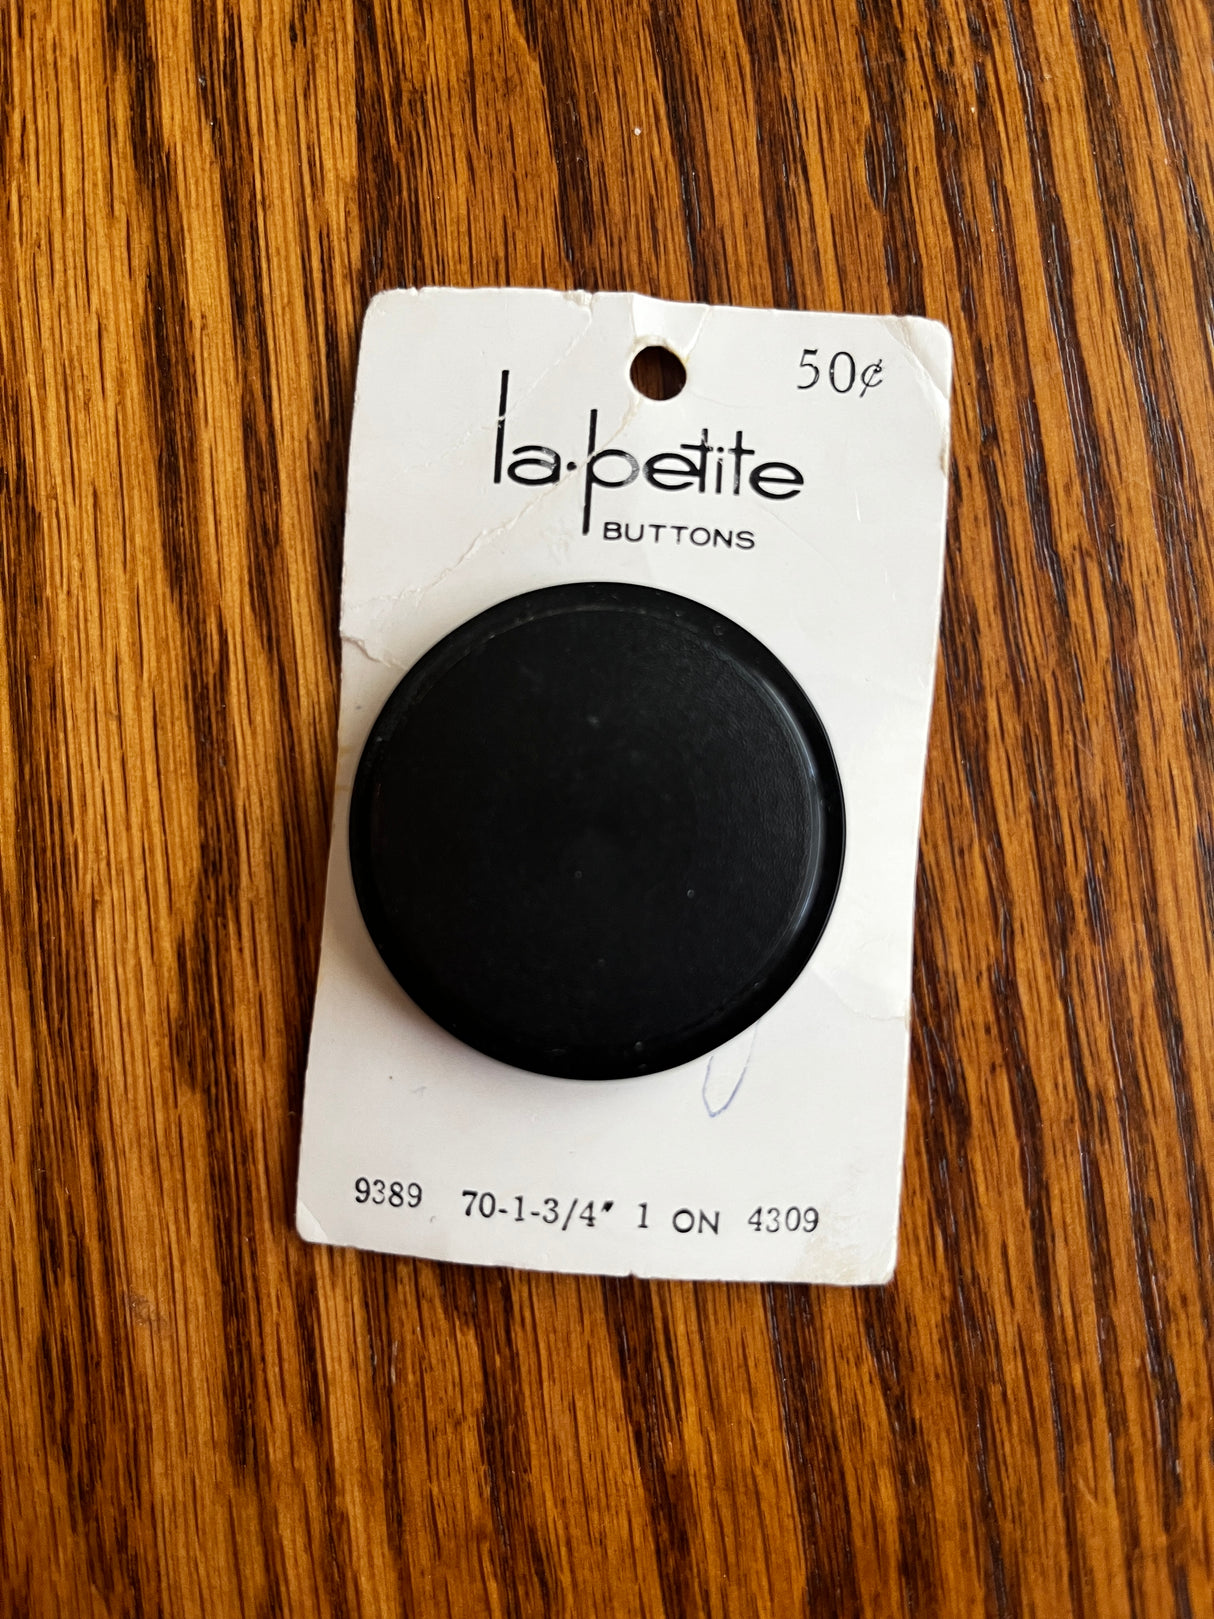 50¢
la·petite
BUTTONS
9389 70-1-3/4" 1 ON 4309